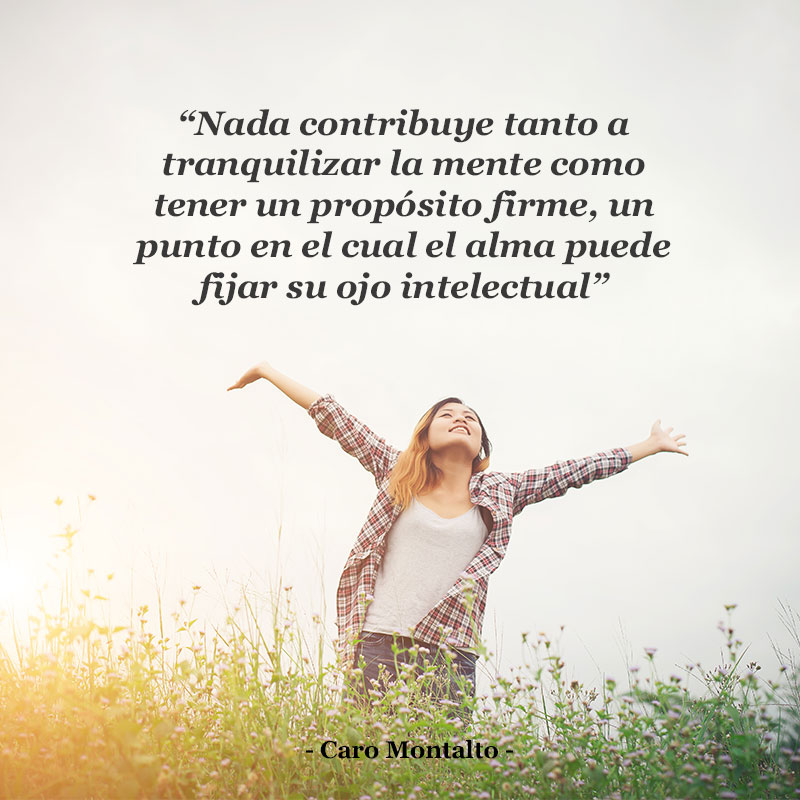 “Nada contribuye tanto a
tranquilizar la mente como
tener un propósito firme, un
punto en el cual el alma puede
fijar su ojo intelectual”
- Caro Montalto -